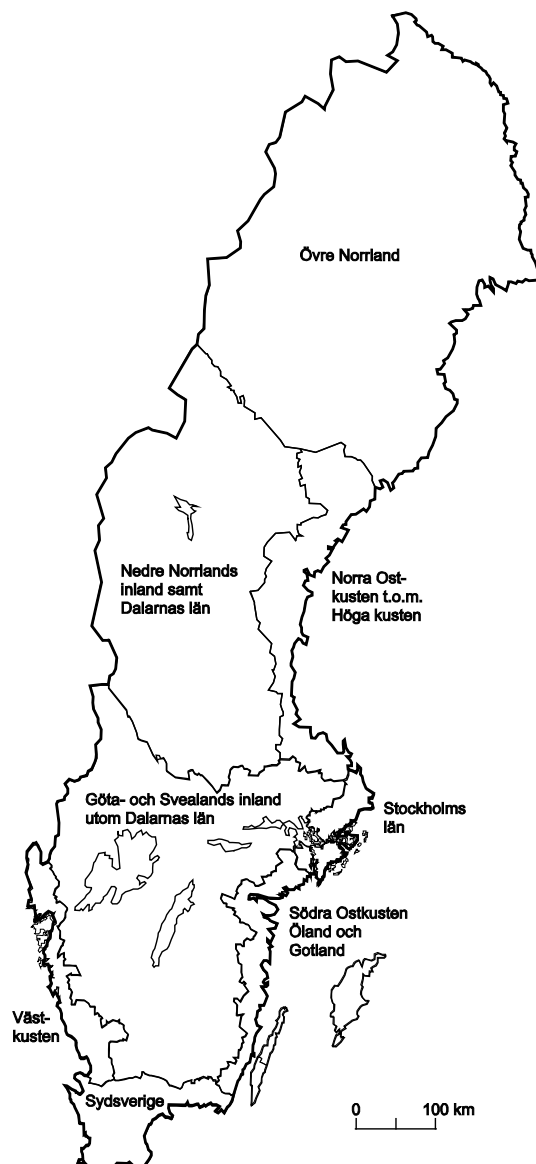 Övre Norrland
Nedre Norrlands
inland samt
Dalarnas län
Norra Ost-
kusten t.o.m.
Höga kusten
Göta- och Svealands inland
utom Dalarnas län
Stockholms
län
Södra Ostkusten
Öland och
Gotland
Väst-
kusten
Sydsverige
0 100 km